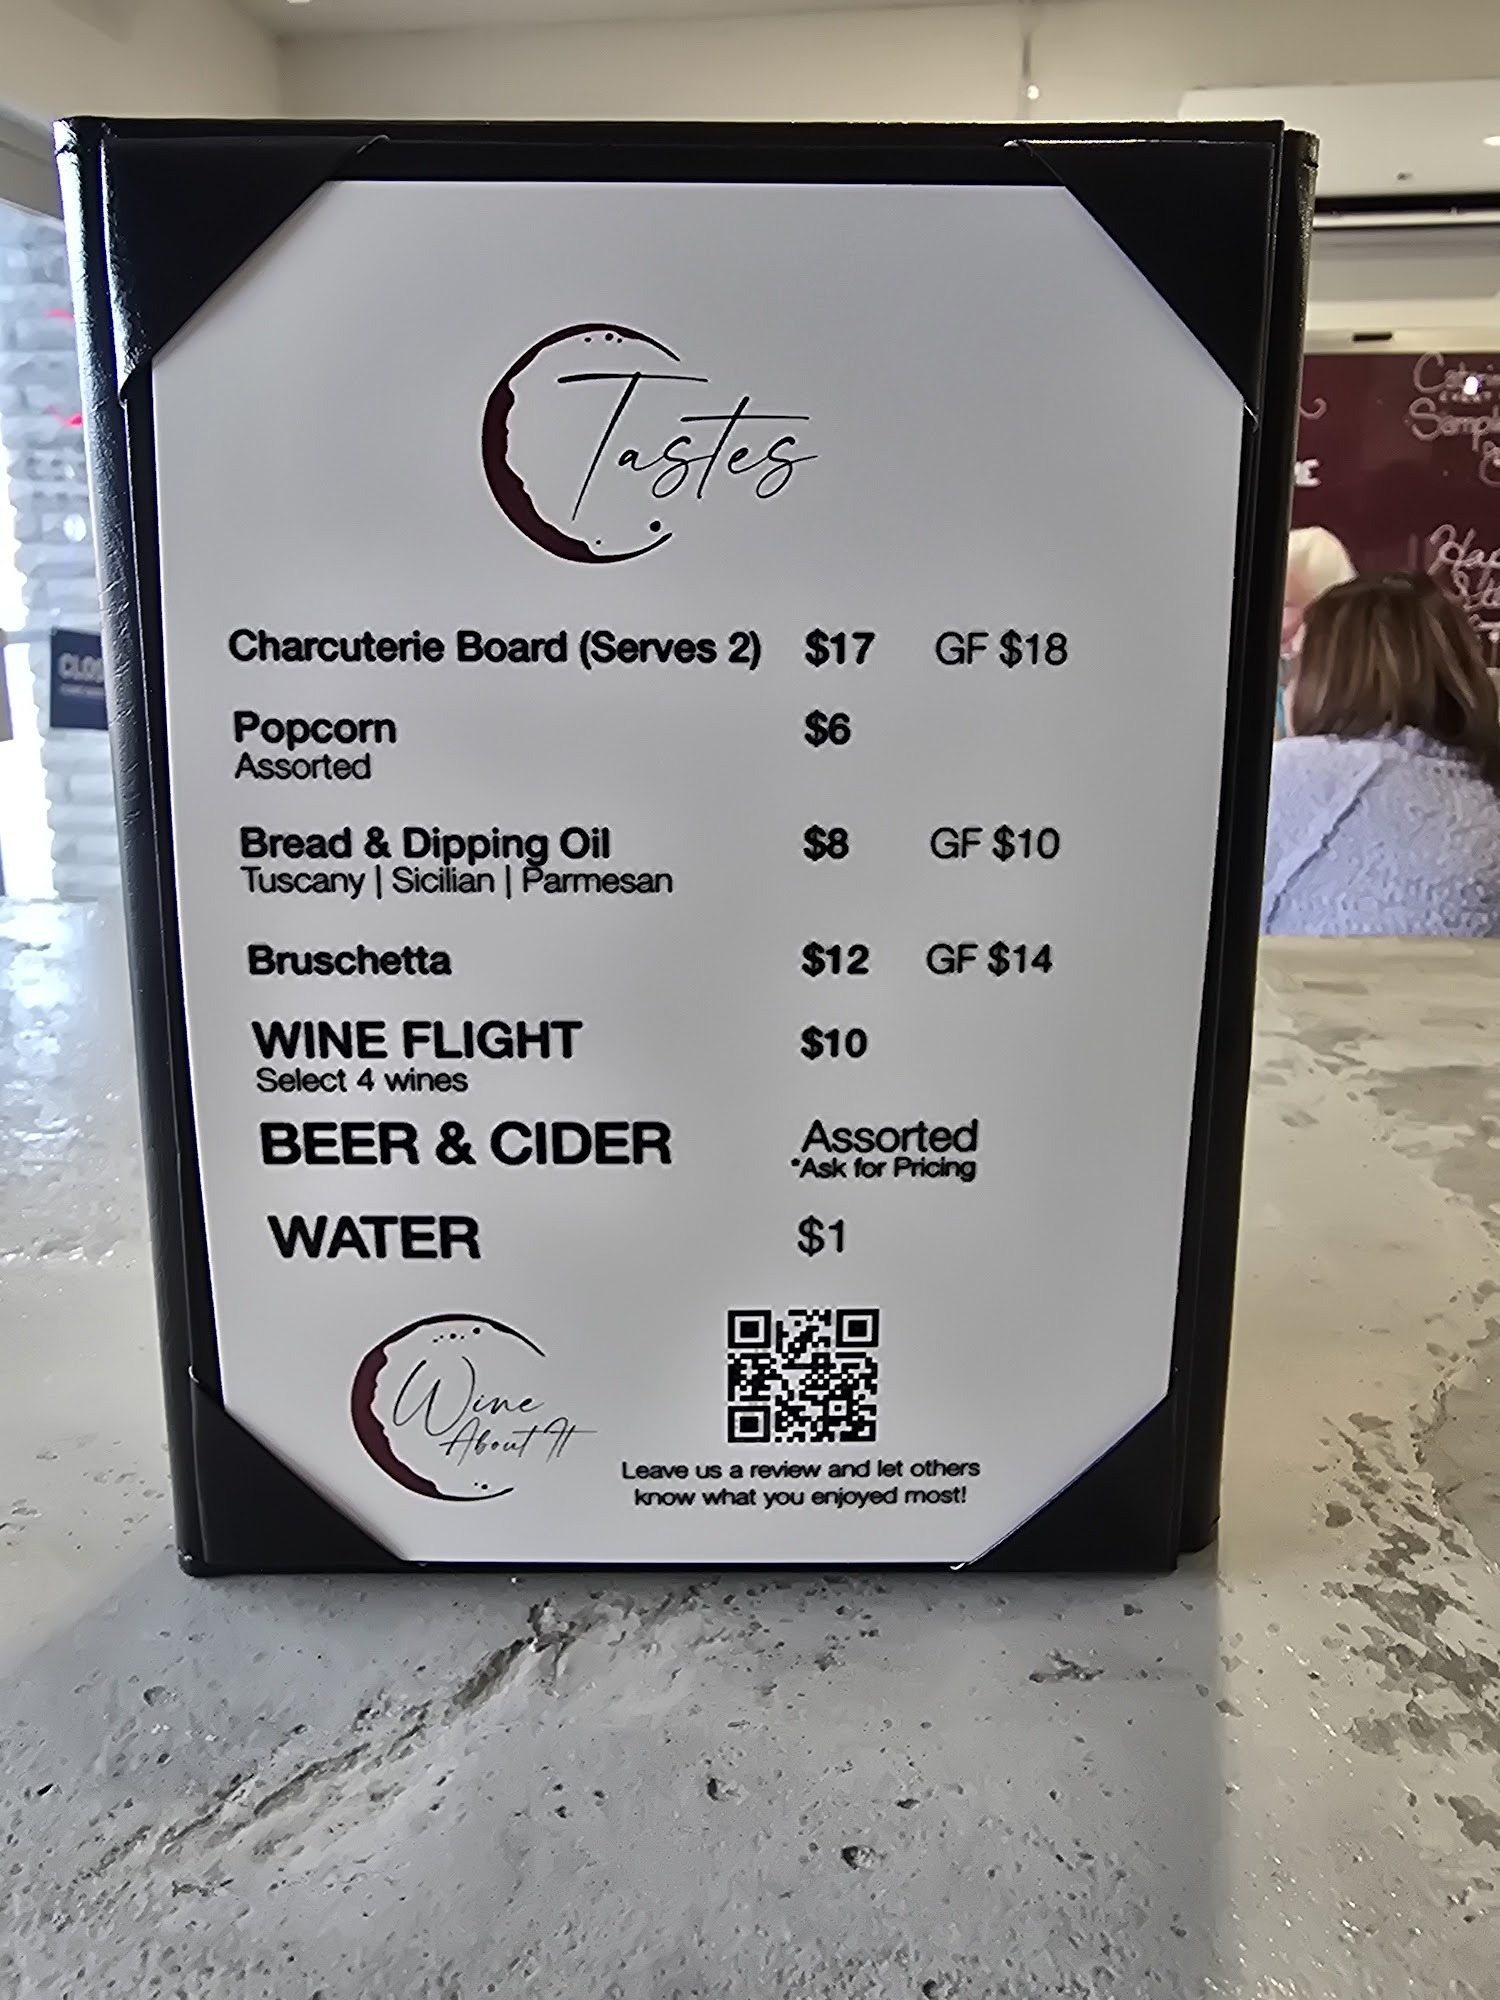 Tastes
Charcuterie Board (Serves 2) $17 GF $18
Popcorn $6
Assorted
Bread & Dipping Oil $8 GF $10
Tuscany | Sicilian | Parmesan
Bruschetta $12 GF $14
WINE FLIGHT $10
Select 4 wines
BEER & CIDER Assorted
*Ask for Pricing
WATER $1
Wine
About It
Leave us a review and let others
know what you enjoyed most!